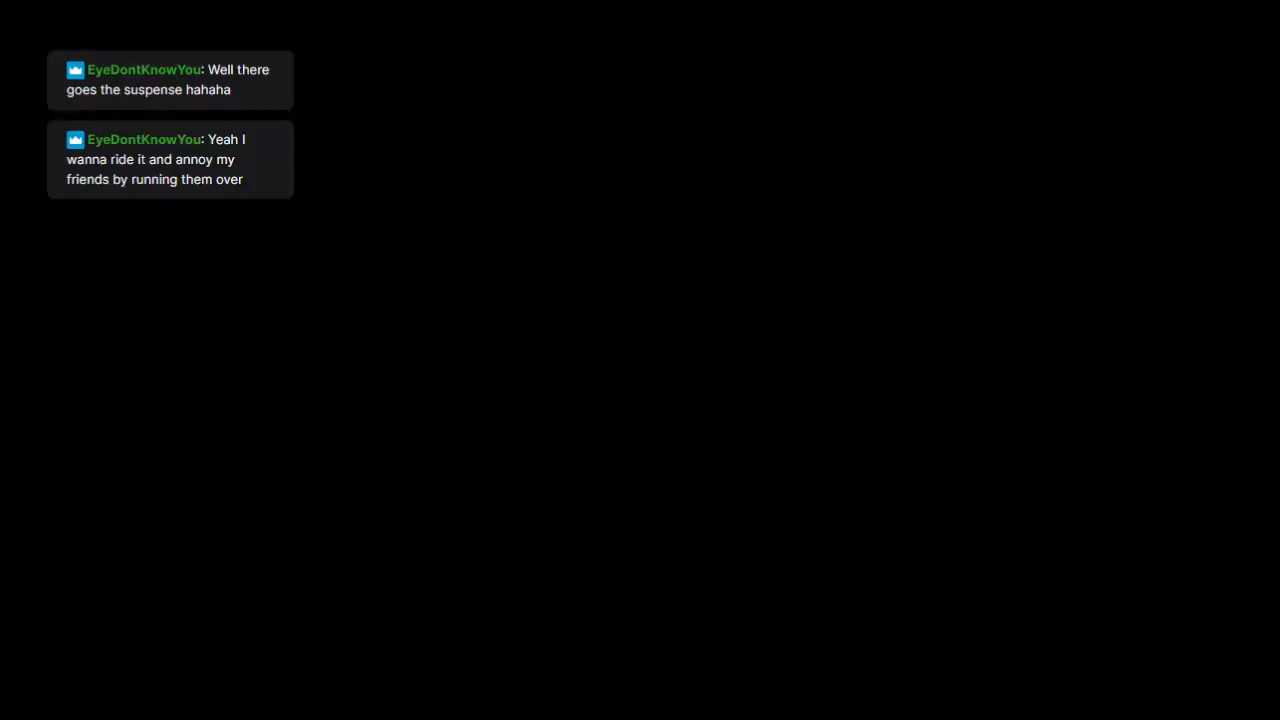 EyeDontKnowYou: Well there
goes the suspense hahaha
EyeDontKnowYou: Yeah I
wanna ride it and annoy my
friends by running them over